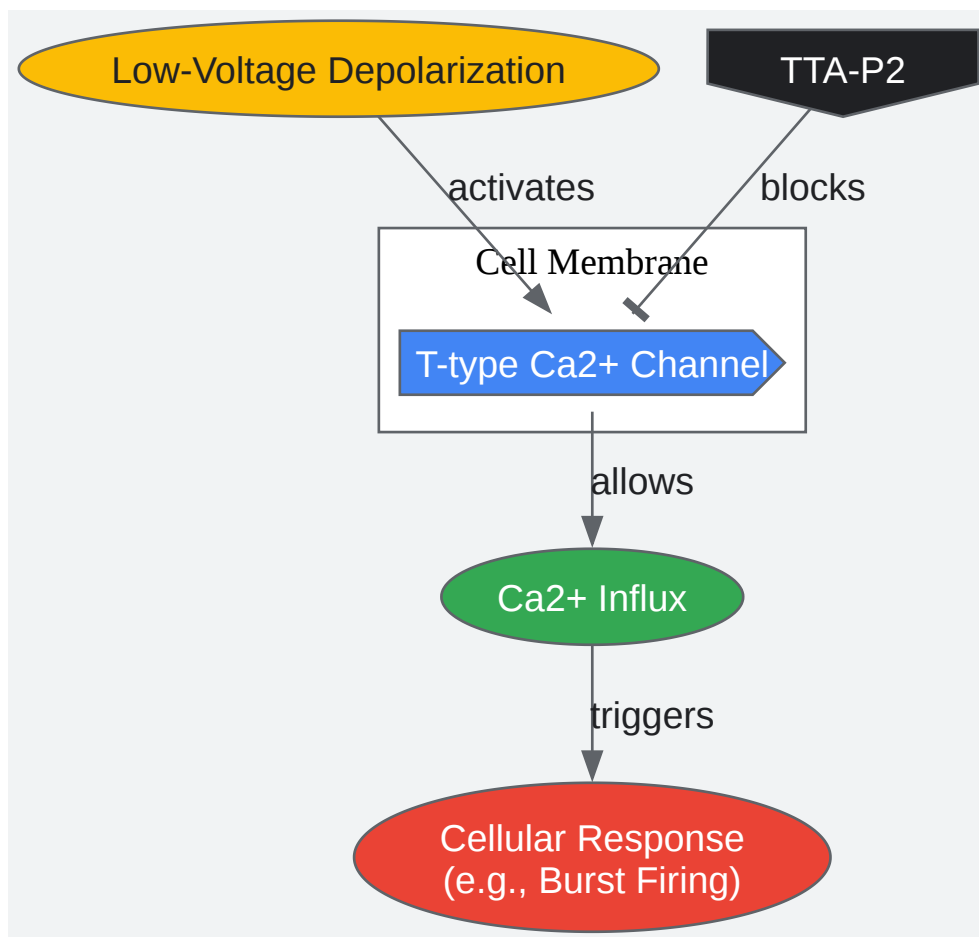 Low-Voltage Depolarization
TTA-P2
activates
blocks
Cell Membrane
T-type Ca2+ Channel
allows
Ca2+ Influx
triggers
Cellular Response
(e.g., Burst Firing)